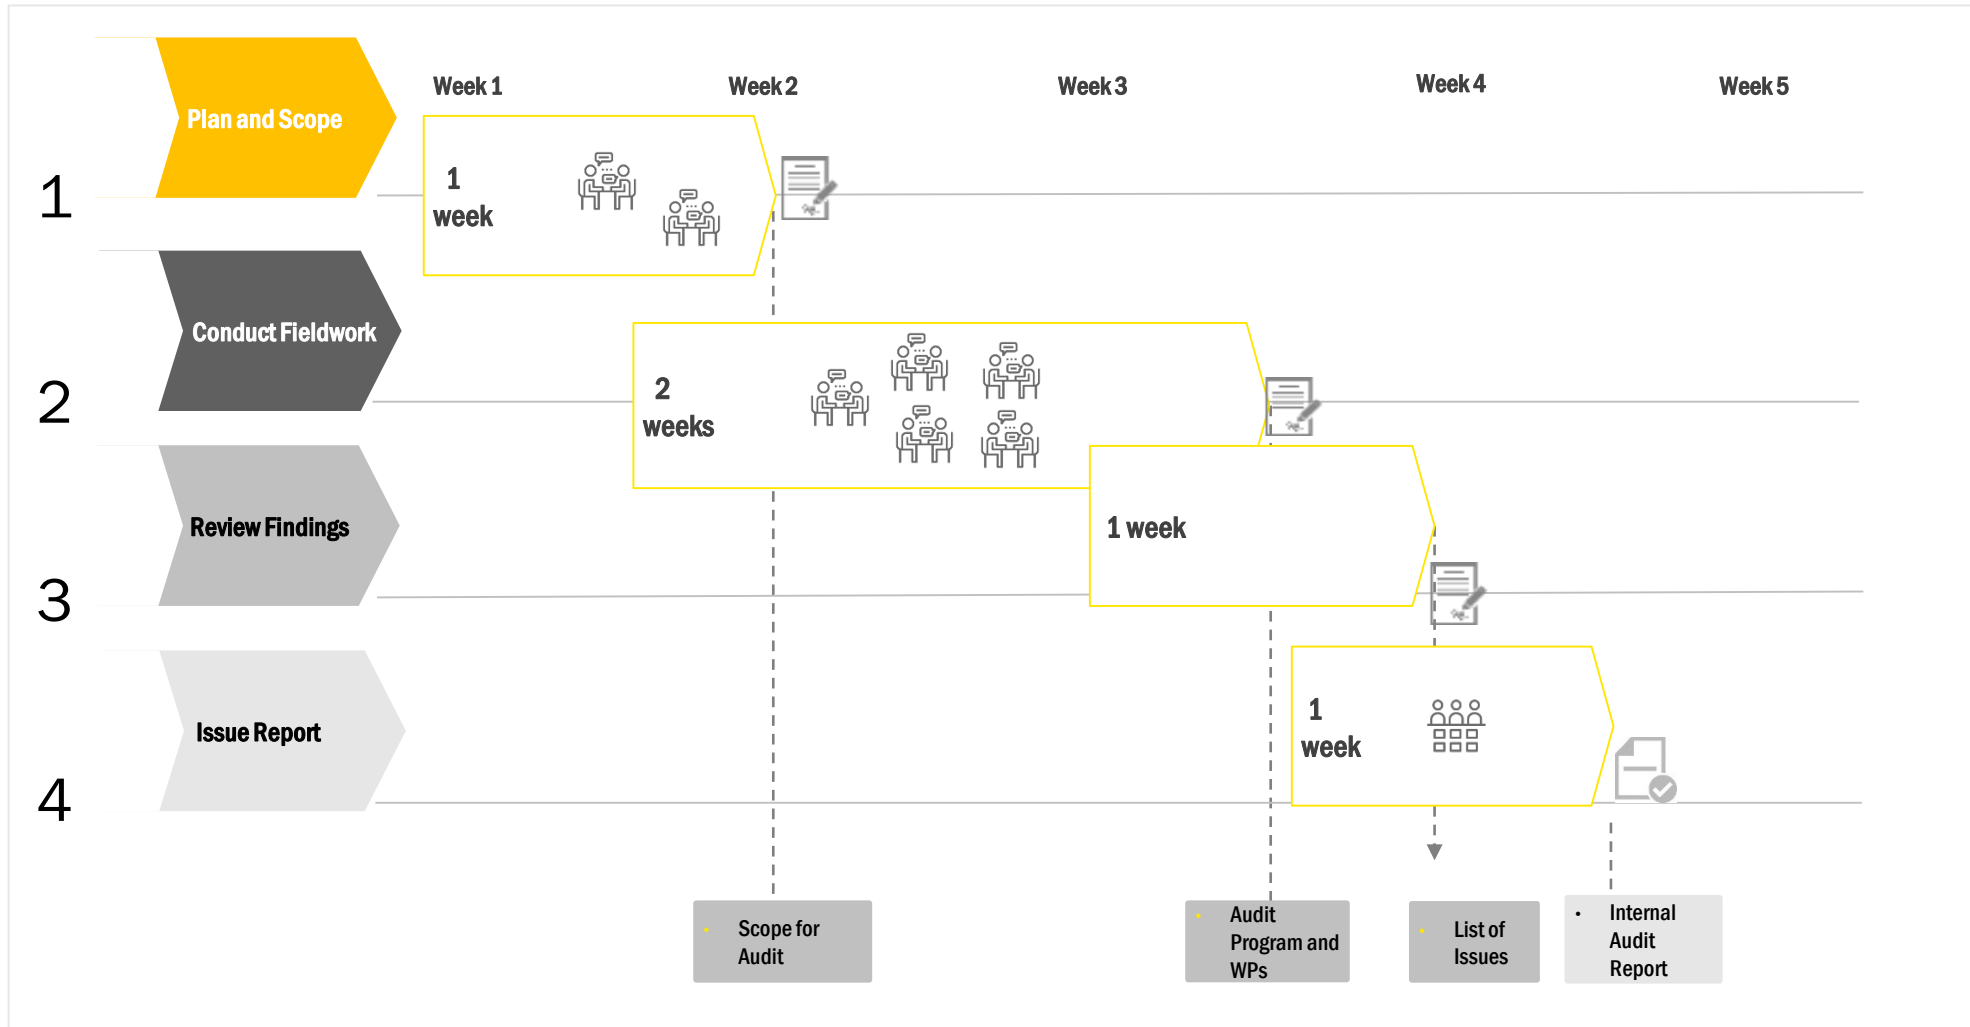 Week 1
Week 2
Week 3
Week 4
Week 5
1
Plan and Scope
1
week
2
Conduct Fieldwork
2
weeks
3
Review Findings
1 week
4
Issue Report
1
week
• Scope for
Audit
• Audit
Program and
WPs
• List of
Issues
• Internal
Audit
Report